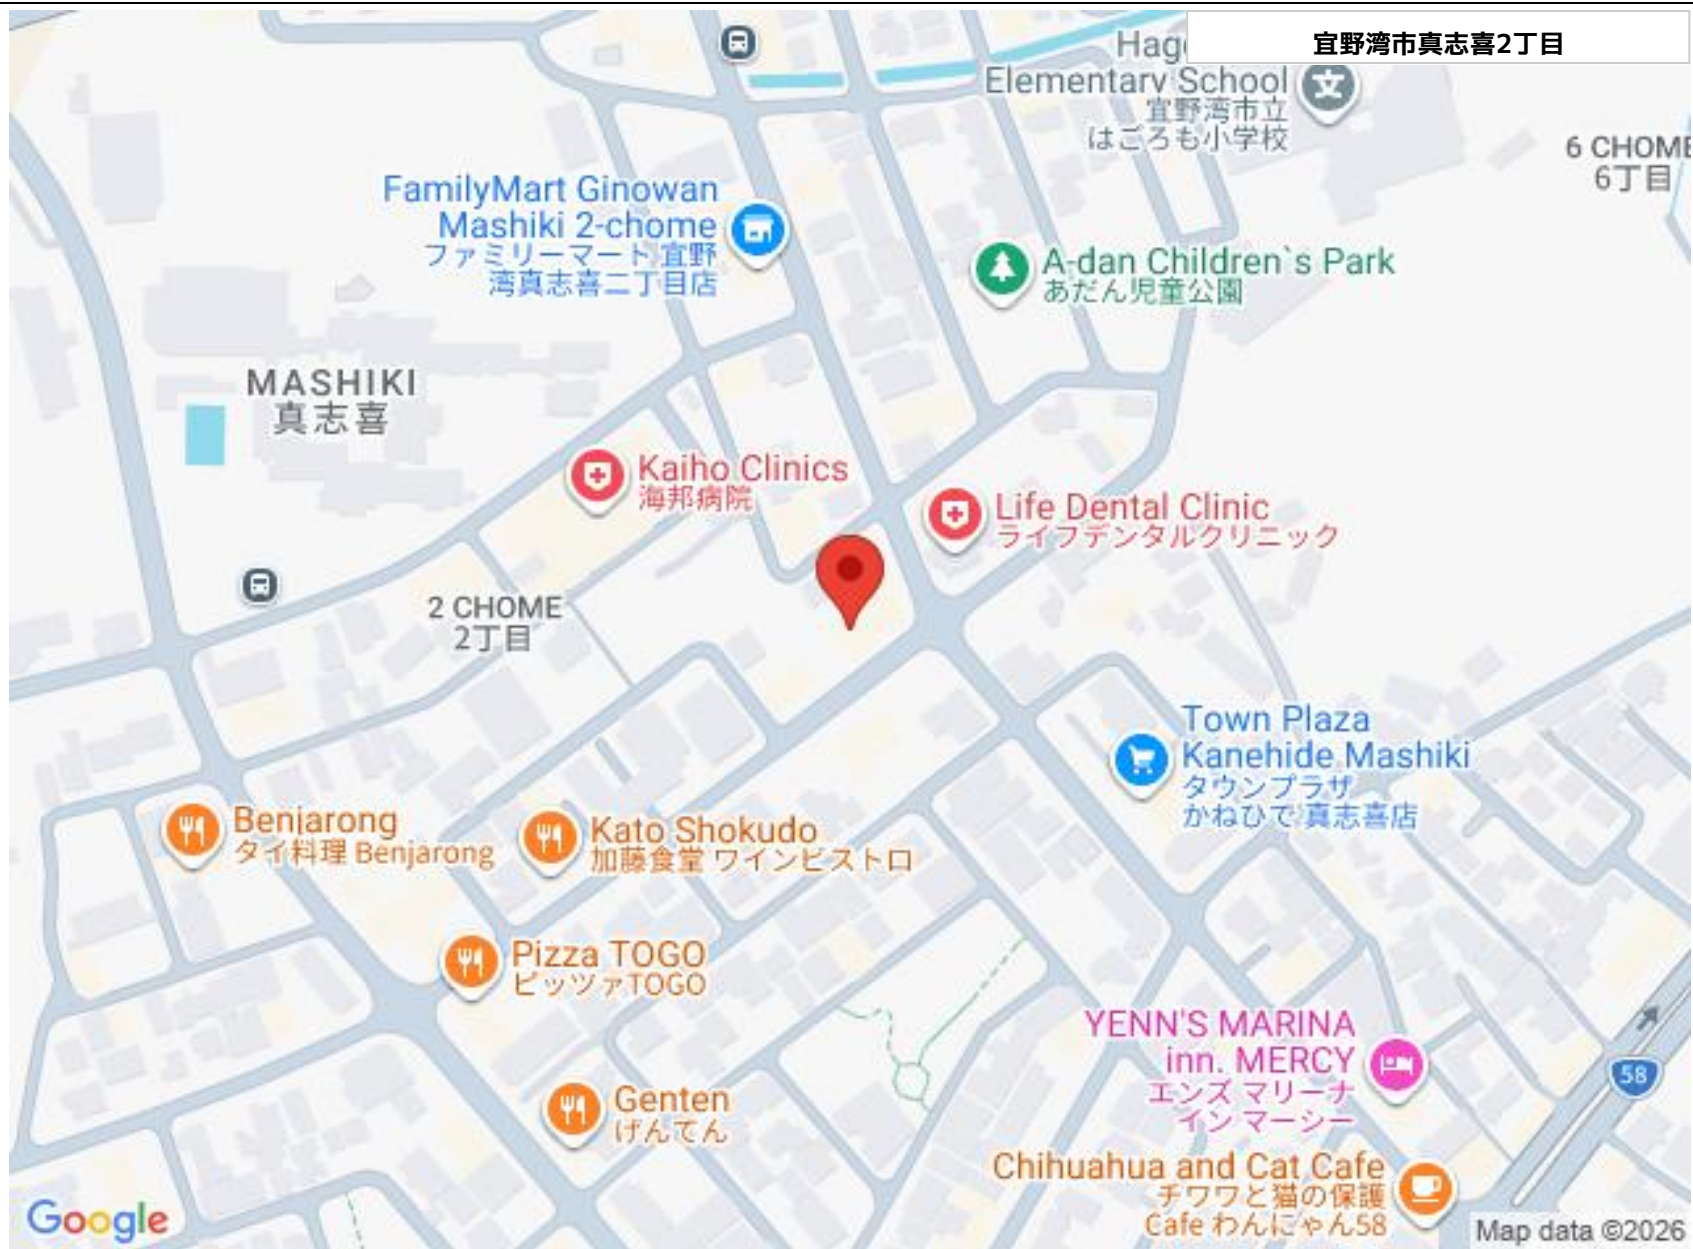 宜野湾市真志喜2丁目
Elementary School
宜野湾市立
はごろも小学校
6 CHOME
6丁目
FamilyMart Ginowan
Mashiki 2-chome
ファミリーマート 宜野
湾真志喜二丁目店
A-dan Children`s Park
あだん児童公園
MASHIKI
真志喜
Kaiho Clinics
海邦病院
Life Dental Clinic
ライフデンタルクリニック
2 CHOME
2丁目
Town Plaza
Kanehide Mashiki
タウンプラザ
かねひで 真志喜店
Benjarong
タイ料理 Benjarong
Kato Shokudo
加藤食堂 ワインビストロ
Pizza TOGO
ピッツァTOGO
YENN'S MARINA
inn. MERCY
エンズ マリーナ
イン マーシー
58
Genten
げんてん
Chihuahua and Cat Cafe
チワワと猫の保護
Cafe わんにゃん58
Google
Map data ©2026